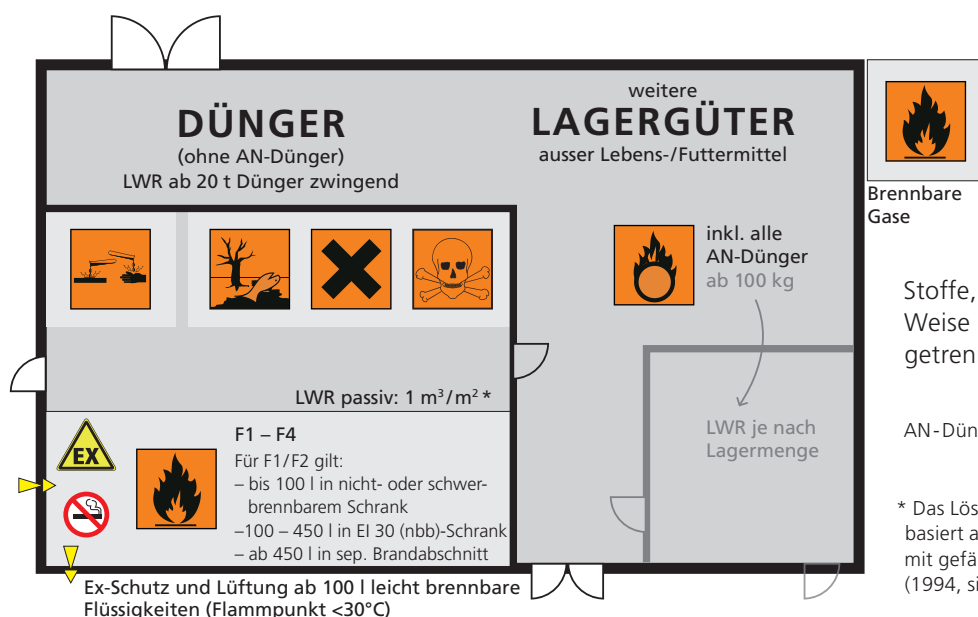 DÜNGER
(ohne AN-Dünger)
LWR ab 20 t Dünger zwingend
weitere
LAGERGÜTER
ausser Lebens-/Futtermittel
Brennbare
Gase
inkl. alle
AN-Dünger
ab 100 kg
LWR je nach
Lagermenge
LWR passiv: 1 m³/m² *
EX
F1 – F4
Für F1/F2 gilt:
– bis 100 l in nicht- oder schwer-
brennbarem Schrank
–100 – 450 l in EI 30 (nbb)-Schrank
– ab 450 l in sep. Brandabschnitt
Ex-Schutz und Lüftung ab 100 l leicht brennbare
Flüssigkeiten (Flammpunkt <30°C)
Stoffe,
Weise
getren
AN-Dün
* Das Lös
basiert a
mit gefä
(1994, si